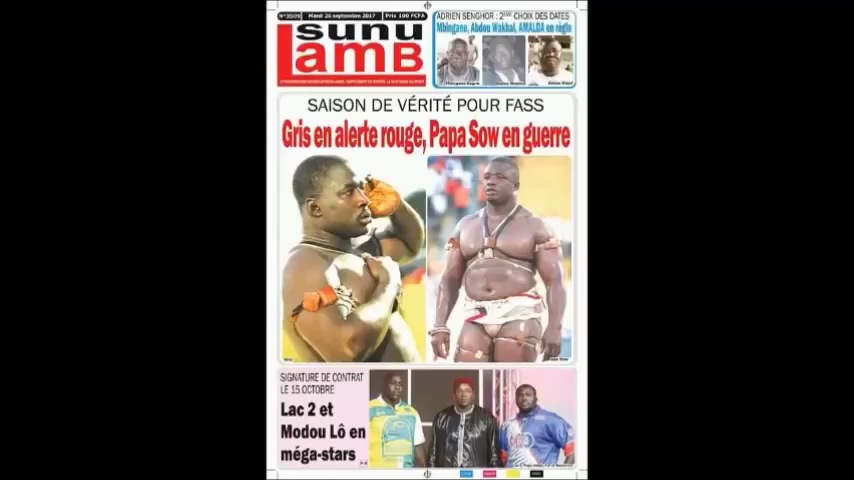 N°3509 Mardi 26 septembre 2017 Prix 100 FCFA
sunu
Lamb
ADRIEN SENGHOR : 2ème CHOIX DES DATES
Mbingane, Abdou Wakhal, AMALDA en règle
SAISON DE VÉRITÉ POUR FASS
Gris en alerte rouge, Papa Sow en guerre
SIGNATURE DE CONTRAT
LE 15 OCTOBRE
Lac 2 et
Modou Lô en
méga-stars